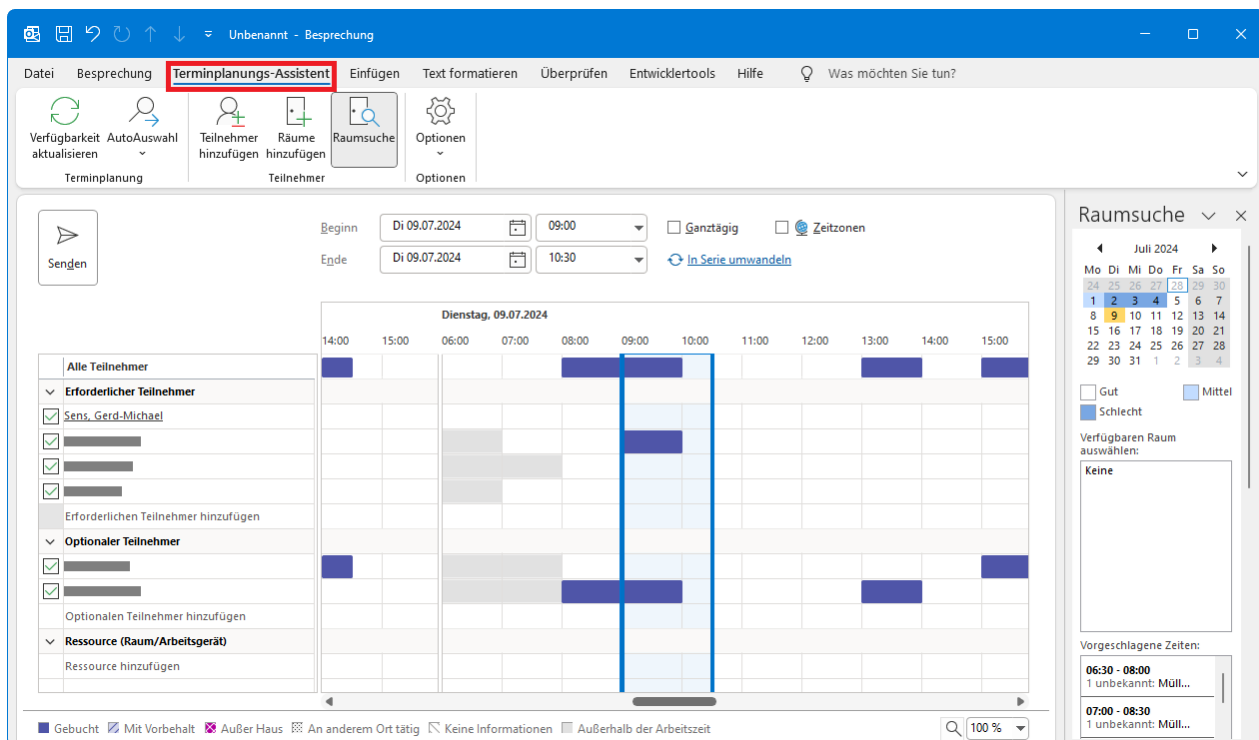 Unbenannt - Besprechung
Datei Besprechung Terminplanungs-Assistent Einfügen Text formatieren Überprüfen Entwicklertools Hilfe Was möchten Sie tun?
Verfügbarkeit aktualisieren
AutoAuswahl
Teilnehmer hinzufügen
Räume hinzufügen
Raumsuche
Optionen
Terminplanung Teilnehmer Optionen
Senden
Beginn Di 09.07.2024 09:00 Ganztägig Zeitzonen
Ende Di 09.07.2024 10:30 In Serie umwandeln
Dienstag, 09.07.2024
14:00 15:00 06:00 07:00 08:00 09:00 10:00 11:00 12:00 13:00 14:00 15:00
Alle Teilnehmer
Erforderlicher Teilnehmer
Sens, Gerd-Michael
Erforderlichen Teilnehmer hinzufügen
Optionaler Teilnehmer
Optionalen Teilnehmer hinzufügen
Ressource (Raum/Arbeitsgerät)
Ressource hinzufügen
Gebucht Mit Vorbehalt Außer Haus An anderem Ort tätig Keine Informationen Außerhalb der Arbeitszeit
100 %
Raumsuche
Juli 2024
Mo Di Mi Do Fr Sa So
24 25 26 27 28 29 30
1 2 3 4 5 6 7
8 9 10 11 12 13 14
15 16 17 18 19 20 21
22 23 24 25 26 27 28
29 30 31 1 2 3 4
Gut Mittel
Schlecht
Verfügbaren Raum
auswählen:
Keine
Vorgeschlagene Zeiten:
06:30 - 08:00
1 unbekannt: Müll...
07:00 - 08:30
1 unbekannt: Müll...